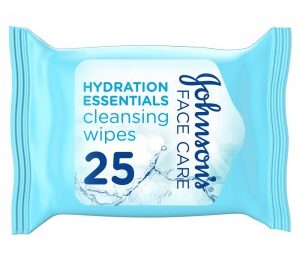 HYDRATION
ESSENTIALS
cleansing
wipes
25
Johnson's
FACE CARE